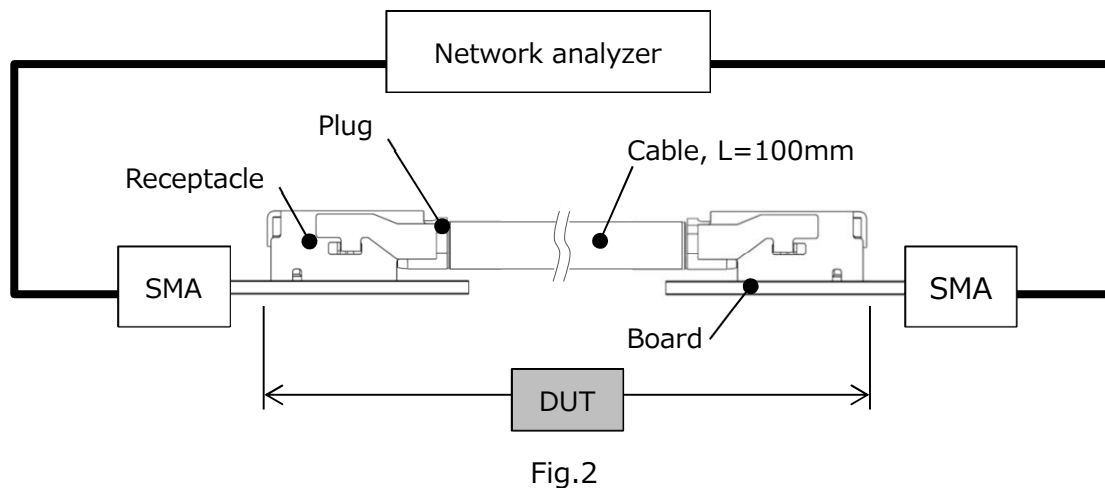 Network analyzer
Plug
Cable, L=100mm
Receptacle
SMA
SMA
Board
DUT
Fig.2